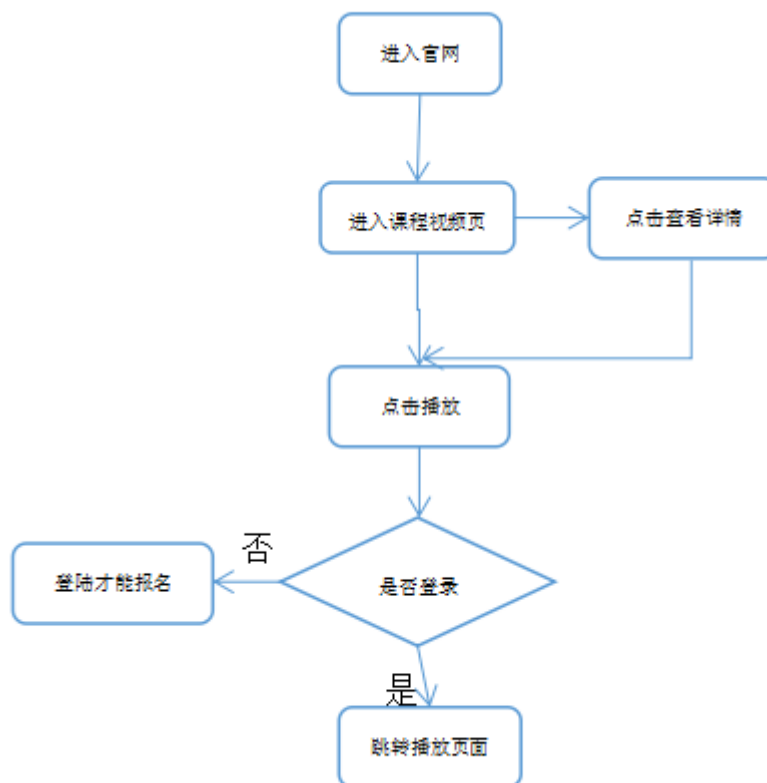 进入官网
进入课程视频页
点击查看详情
点击播放
否
登陆才能报名
是否登录
是
跳转播放页面